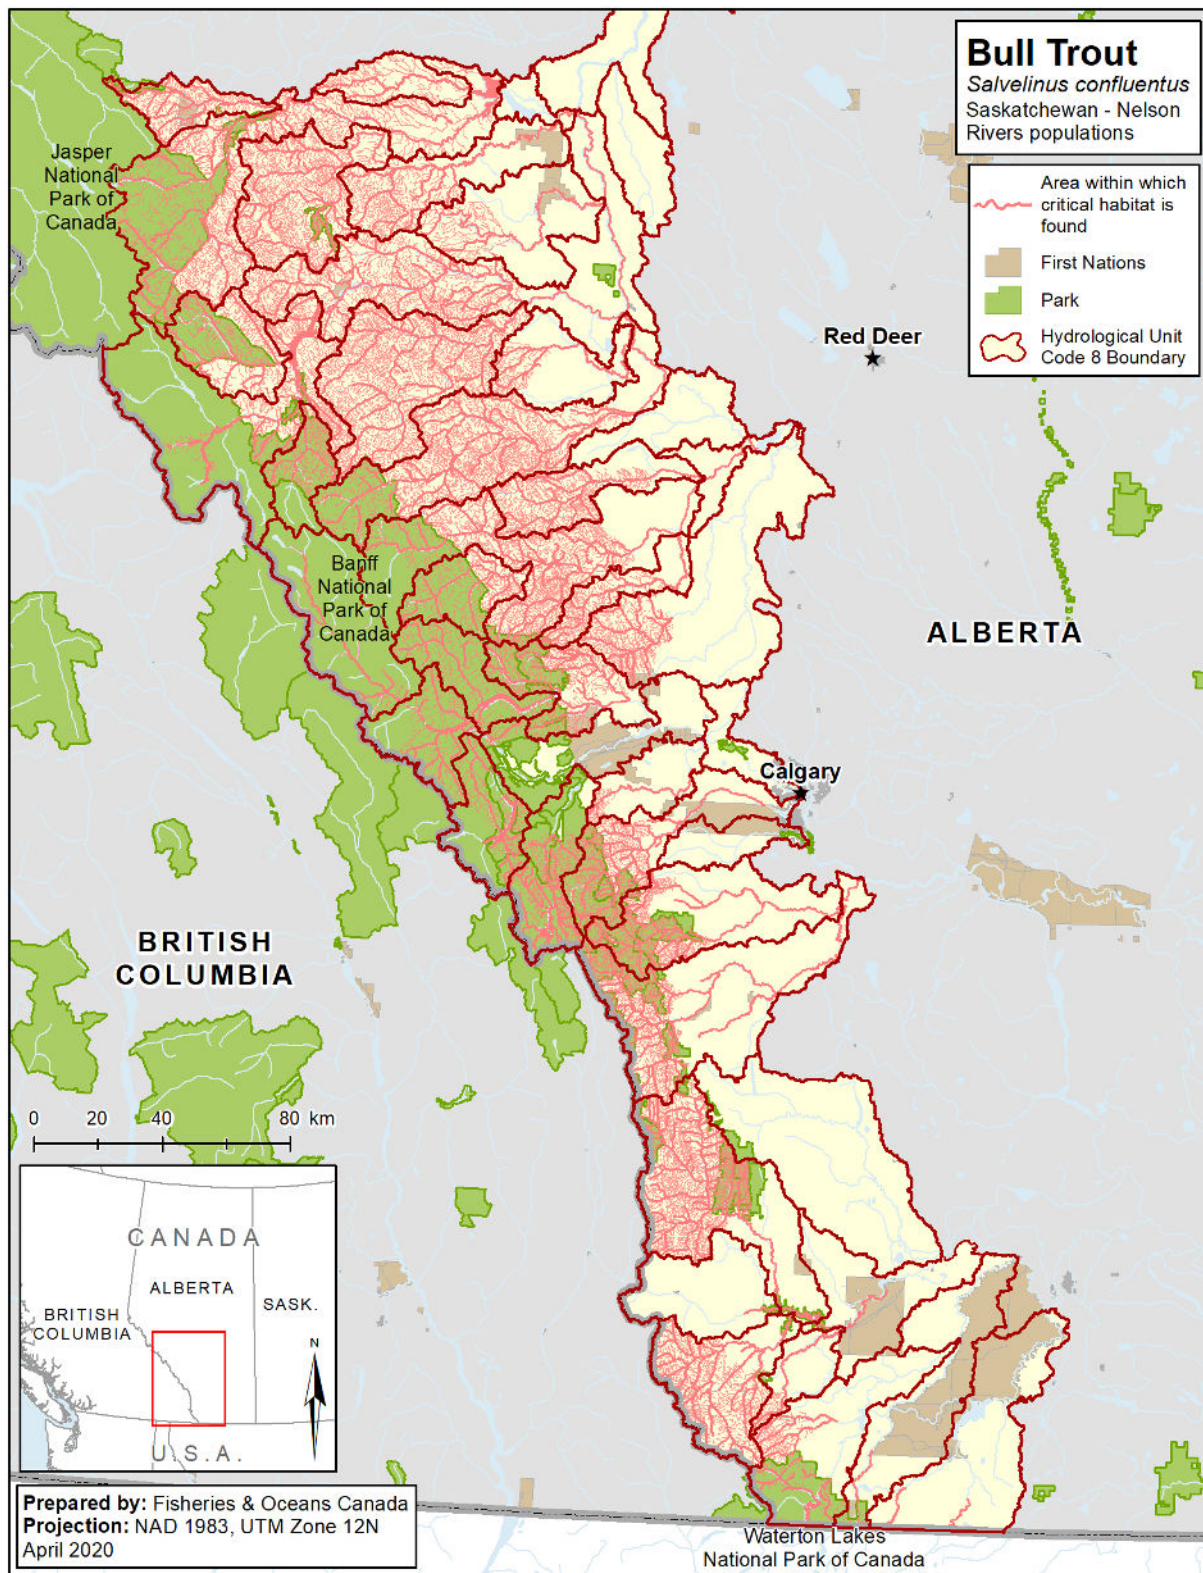 Bull Trout
Salvelinus confluentus
Saskatchewan - Nelson
Rivers populations
Area within which
critical habitat is
found
First Nations
Park
Hydrological Unit
Code 8 Boundary
Jasper
National
Park of
Canada
Red Deer
Banff
National
Park of
Canada
ALBERTA
Calgary
BRITISH
COLUMBIA
0 20 40 80 km
CANADA
ALBERTA
SASK.
BRITISH
COLUMBIA
N
U.S.A.
Prepared by: Fisheries & Oceans Canada
Projection: NAD 1983, UTM Zone 12N
April 2020
Waterton Lakes
National Park of Canada